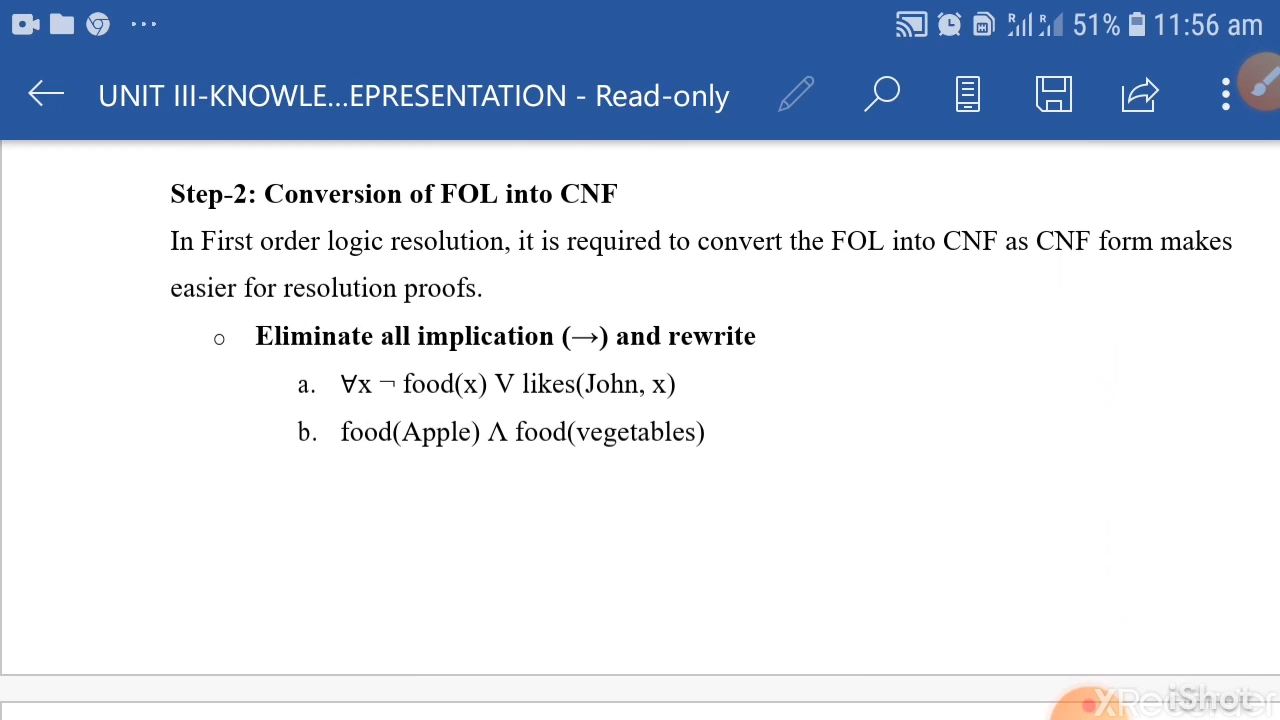 51% 11:56 am
UNIT III-KNOWLE...EPRESENTATION - Read-only
Step-2: Conversion of FOL into CNF
In First order logic resolution, it is required to convert the FOL into CNF as CNF form makes
easier for resolution proofs.
o Eliminate all implication (→) and rewrite
a. ∀x ¬ food(x) V likes(John, x)
b. food(Apple) Λ food(vegetables)